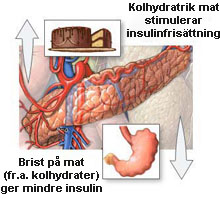 Kolhydratrik mat
stimulerar
insulinfrisättning
Brist på mat
(fr.a. kolhydrater)
ger mindre insulin